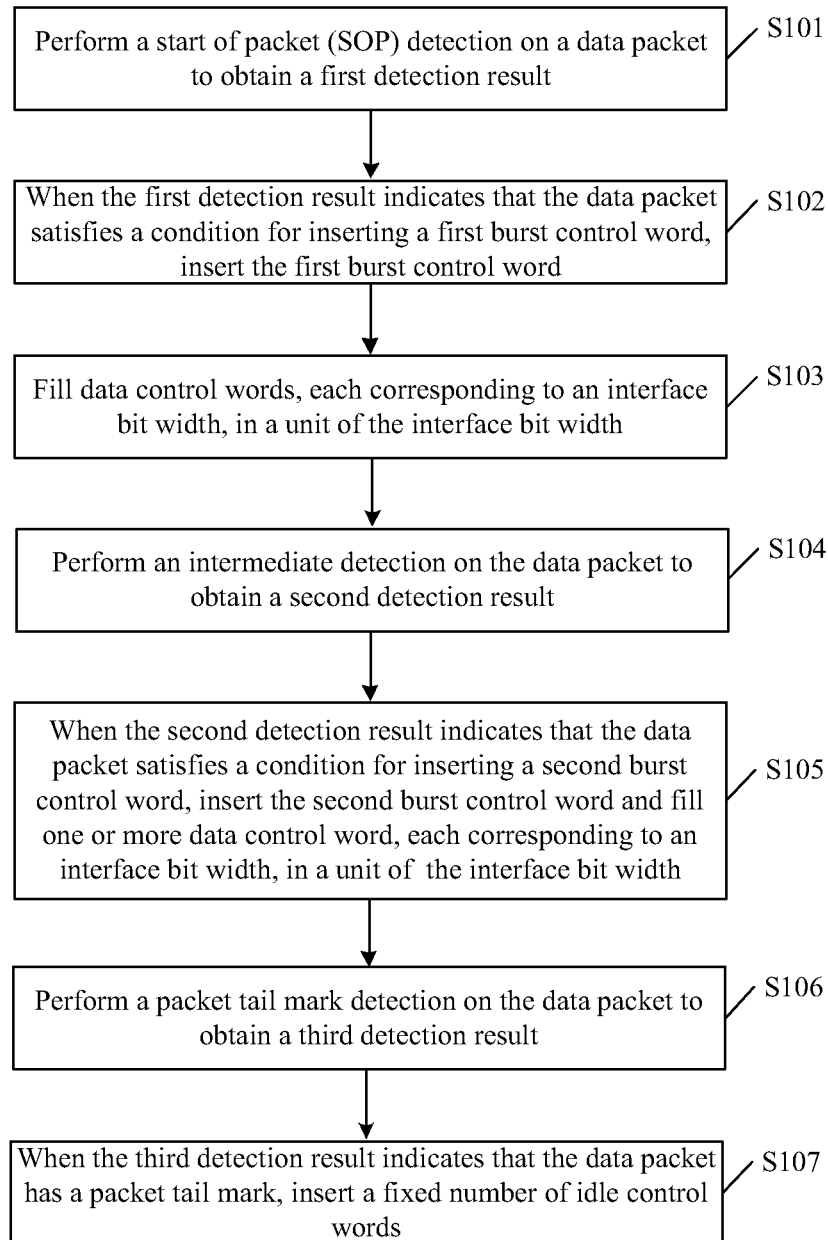 Perform a start of packet (SOP) detection on a data packet
to obtain a first detection result
S101
When the first detection result indicates that the data packet
satisfies a condition for inserting a first burst control word,
insert the first burst control word
S102
Fill data control words, each corresponding to an interface
bit width, in a unit of the interface bit width
S103
Perform an intermediate detection on the data packet to
obtain a second detection result
S104
When the second detection result indicates that the data
packet satisfies a condition for inserting a second burst
control word, insert the second burst control word and fill
one or more data control word, each corresponding to an
interface bit width, in a unit of the interface bit width
S105
Perform a packet tail mark detection on the data packet to
obtain a third detection result
S106
When the third detection result indicates that the data packet
has a packet tail mark, insert a fixed number of idle control
words
S107